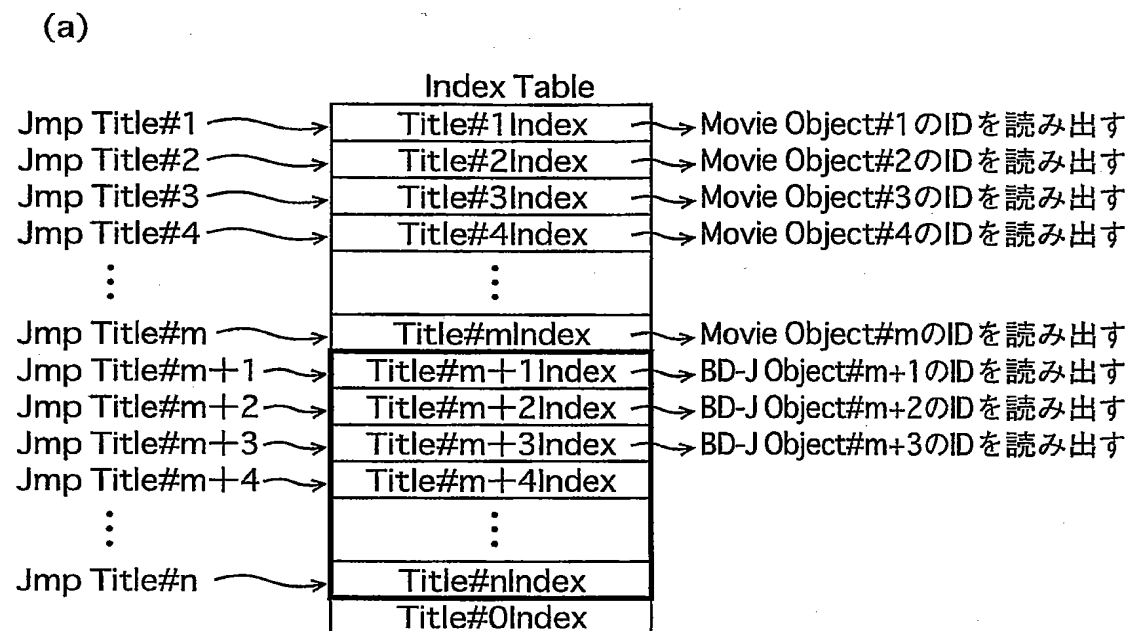 (a)
Index Table
Jmp Title#1 Title#1Index Movie Object#1のIDを読み出す
Jmp Title#2 Title#2Index Movie Object#2のIDを読み出す
Jmp Title#3 Title#3Index Movie Object#3のIDを読み出す
Jmp Title#4 Title#4Index Movie Object#4のIDを読み出す
Jmp Title#m Title#mIndex Movie Object#mのIDを読み出す
Jmp Title#m+1 Title#m+1Index BD-J Object#m+1のIDを読み出す
Jmp Title#m+2 Title#m+2Index BD-J Object#m+2のIDを読み出す
Jmp Title#m+3 Title#m+3Index BD-J Object#m+3のIDを読み出す
Jmp Title#m+4 Title#m+4Index
Jmp Title#n Title#nIndex
Title#0Index